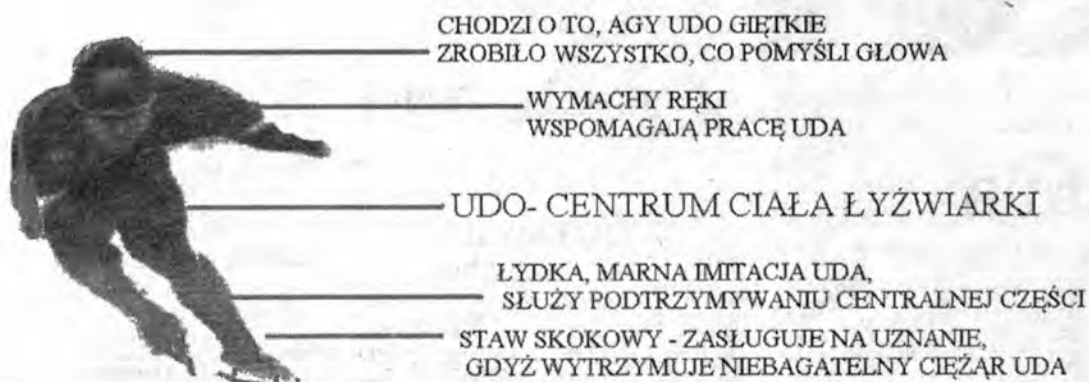 CHODZI O TO, AGY UDO GIĘTKIE
ZROBIŁO WSZYSTKO, CO POMYŚLI GŁOWA
WYMACHY RĘKI
WSPOMAGAJĄ PRACĘ UDA
UDO- CENTRUM CIAŁA ŁYŹWIARKI
ŁYDKA, MARNA IMITACJA UDA,
SŁUŻY PODTRZYMYWANIU CENTRALNEJ CZĘŚCI
STAW SKOKOWY - ZASŁUGUJE NA UZNANIE,
GDYŻ WYTRZYMUJE NIEBAGATELNY CIĘŻAR UDA